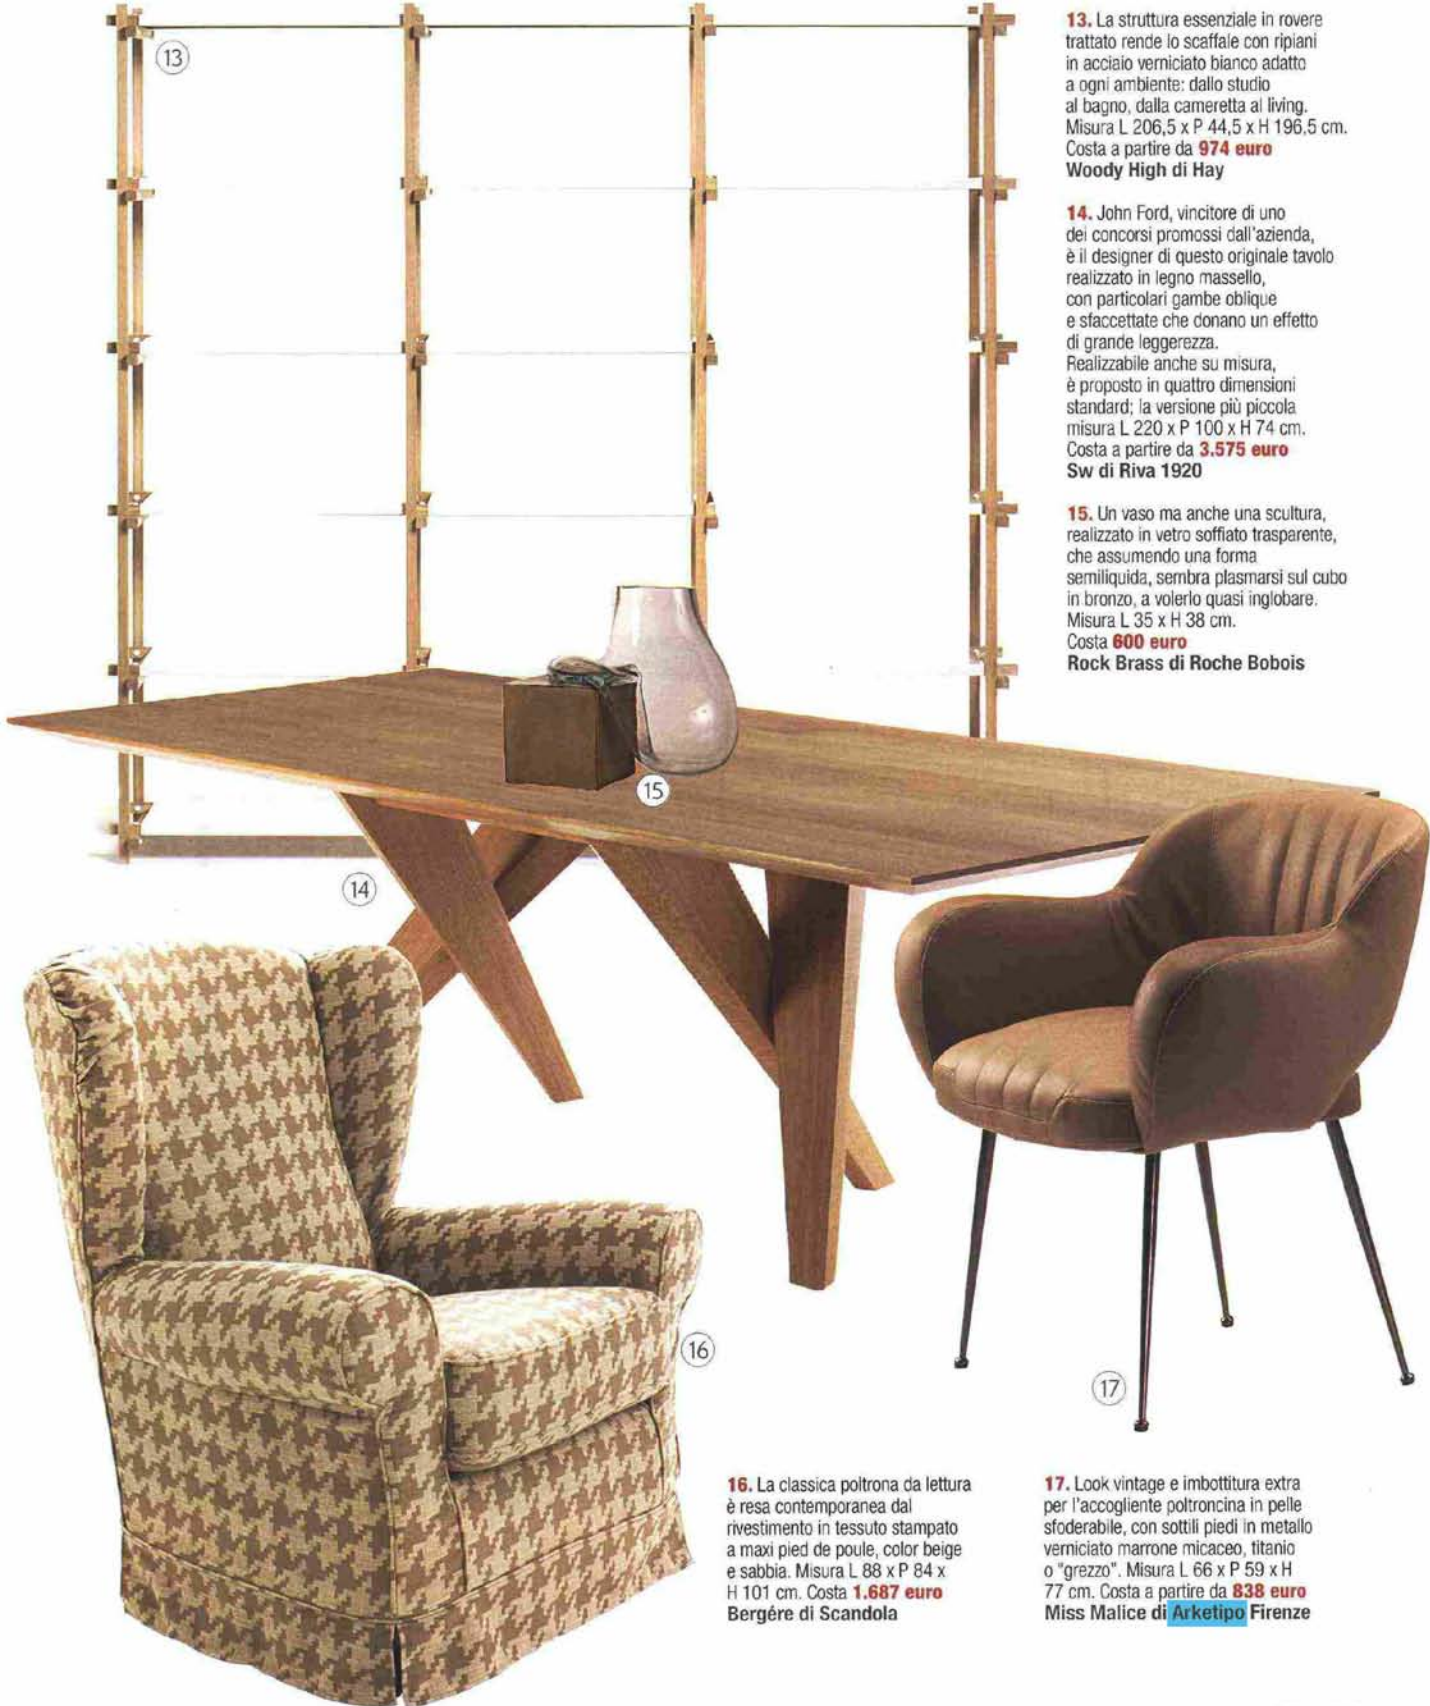 13
13. La struttura essenziale in rovere
trattato rende lo scaffale con ripiani
in acciaio verniciato bianco adatto
a ogni ambiente: dallo studio
al bagno, dalla cameretta al living.
Misura L 206,5 x P 44,5 x H 196,5 cm.
Costa a partire da 974 euro
Woody High di Hay
14. John Ford, vincitore di uno
dei concorsi promossi dall'azienda,
è il designer di questo originale tavolo
realizzato in legno massello,
con particolari gambe oblique
e sfaccettate che donano un effetto
di grande leggerezza.
Realizzabile anche su misura,
è proposto in quattro dimensioni
standard; la versione più piccola
misura L 220 x P 100 x H 74 cm.
Costa a partire da 3.575 euro
Sw di Riva 1920
15. Un vaso ma anche una scultura,
realizzato in vetro soffiato trasparente,
che assumendo una forma
semiliquida, sembra plasmarsi sul cubo
in bronzo, a volerlo quasi inglobare.
Misura L 35 x H 38 cm.
Costa 600 euro
Rock Brass di Roche Bobois
15
14
16
17
16. La classica poltrona da lettura
è resa contemporanea dal
rivestimento in tessuto stampato
a maxi pied de poule, color beige
e sabbia. Misura L 88 x P 84 x
H 101 cm. Costa 1.687 euro
Bergére di Scandola
17. Look vintage e imbottitura extra
per l'accogliente poltroncina in pelle
sfoderabile, con sottili piedi in metallo
verniciato marrone micaceo, titanio
o "grezzo". Misura L 66 x P 59 x H
77 cm. Costa a partire da 838 euro
Miss Malice di Arketipo Firenze